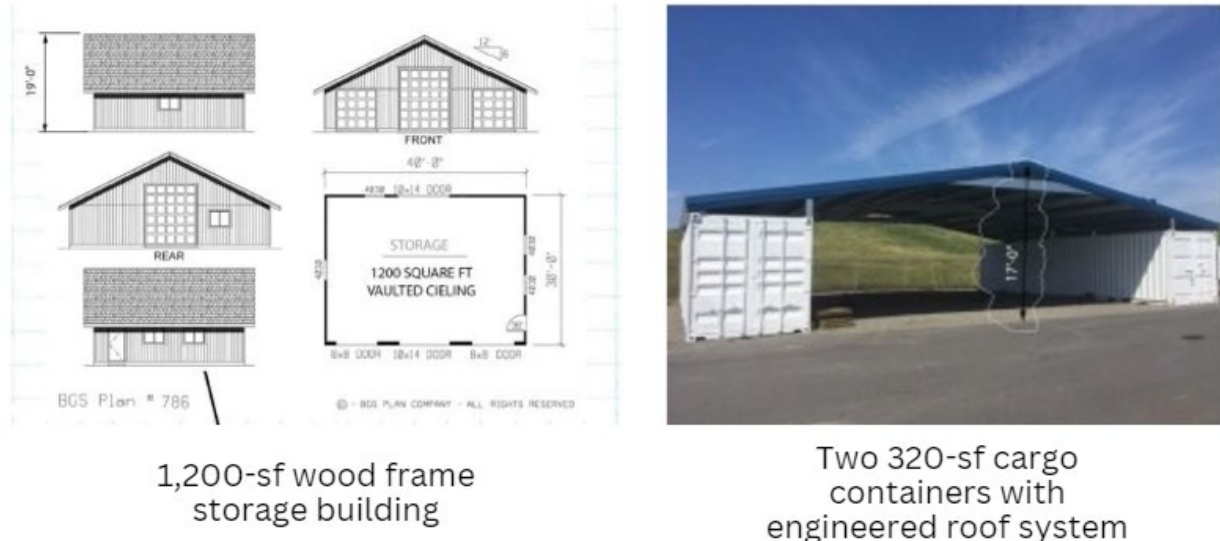 19'-0"
FRONT
12
6
REAR
40'-0"
4030 10x14 DOOR
STORAGE
1200 SQUARE FT
VAULTED CIELING
4030
4030
4030
30'-0"
8x8 DOOR 10x14 DOOR 8x8 DOOR
BGS Plan # 786
© - BGS PLAN COMPANY - ALL RIGHTS RESERVED
17'-0"
1,200-sf wood frame
storage building
Two 320-sf cargo
containers with
engineered roof system